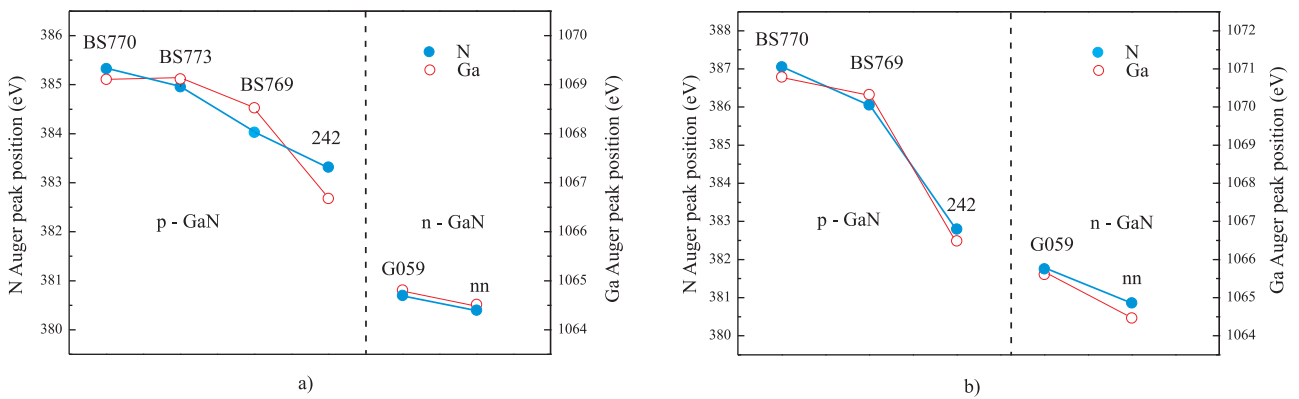 N Auger peak position (eV)
386
385
384
383
382
381
380
BS770
BS773
BS769
242
p - GaN
N
Ga
n - GaN
G059
nn
1070
1069
1068
1067
1066
1065
1064
Ga Auger peak position (eV)
a)
N Auger peak position (eV)
388
387
386
385
384
383
382
381
380
BS770
BS769
242
p - GaN
N
Ga
n - GaN
G059
nn
1072
1071
1070
1069
1068
1067
1066
1065
1064
Ga Auger peak position (eV)
b)